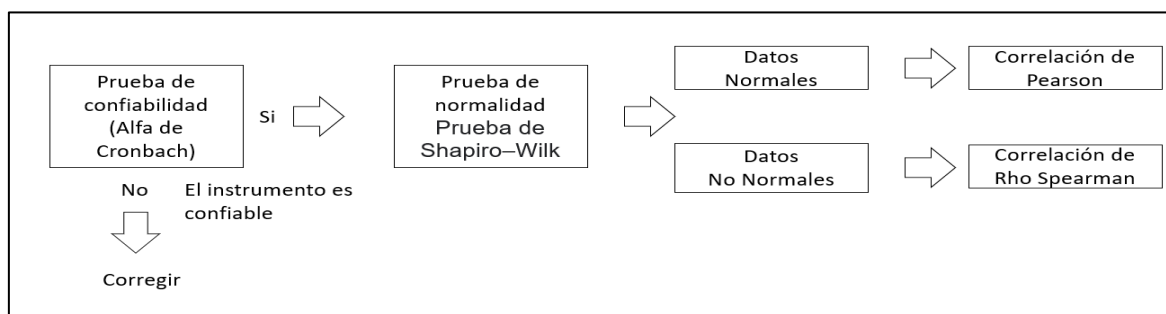 Prueba de
confiabilidad
(Alfa de
Cronbach)
Si
No
El instrumento es
confiable
Corregir
Prueba de
normalidad
Prueba de
Shapiro–Wilk
Datos
Normales
Correlación de
Pearson
Datos
No Normales
Correlación de
Rho Spearman